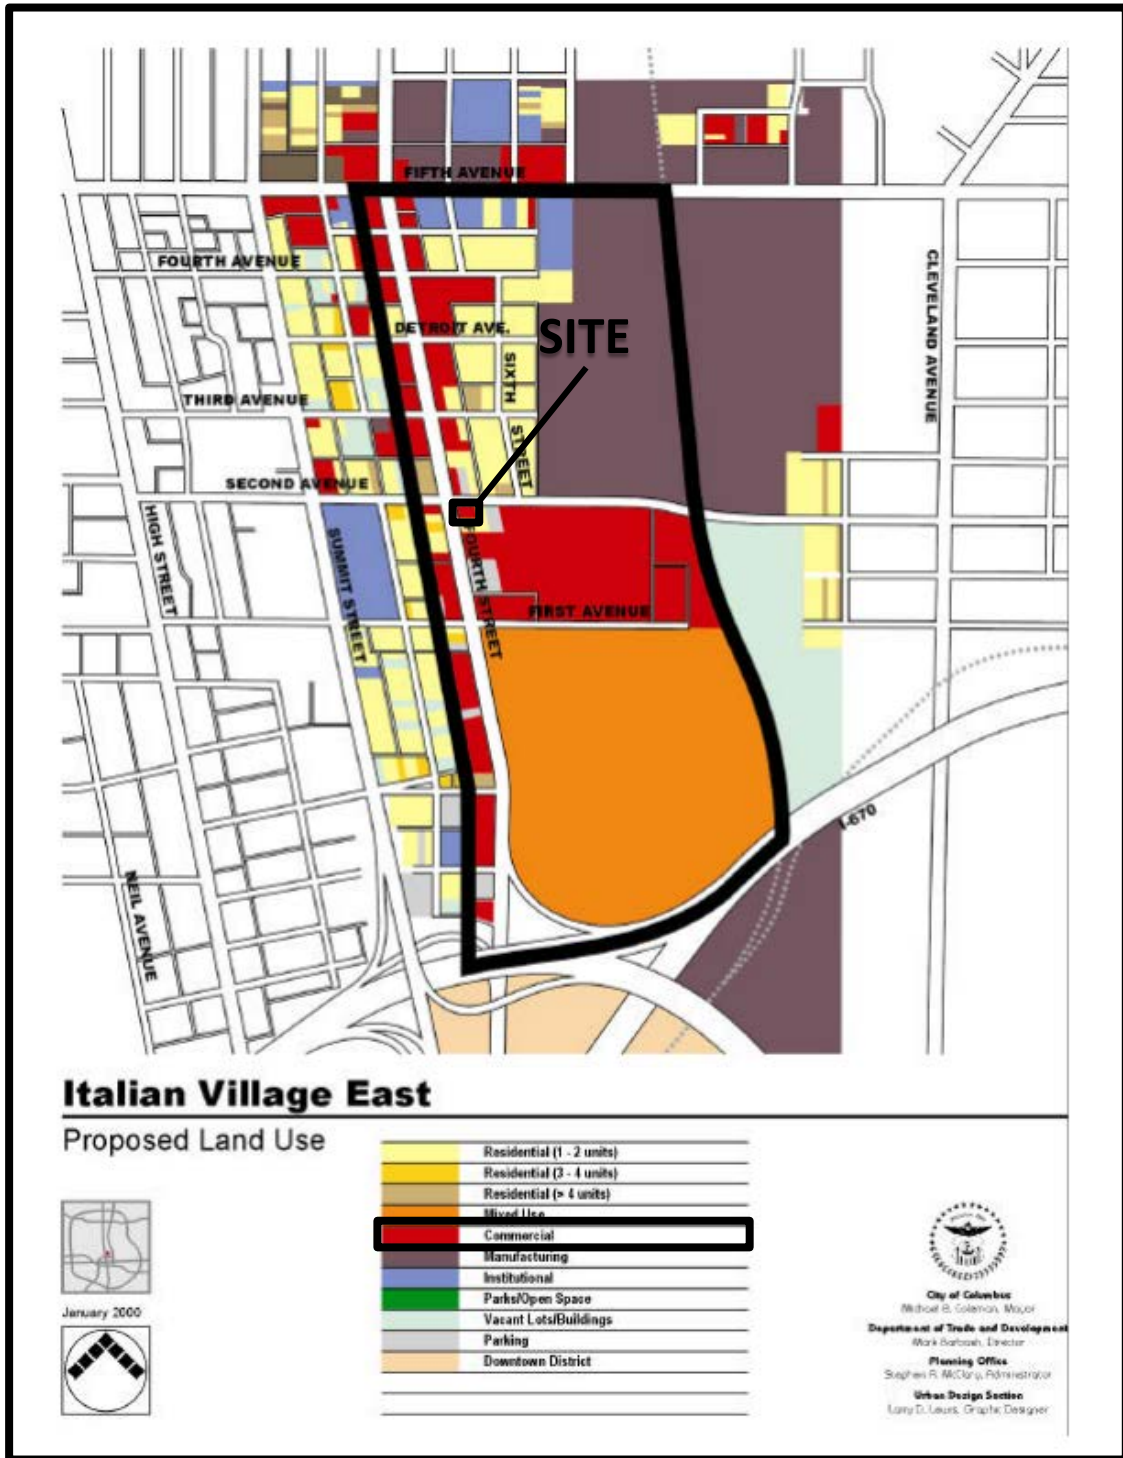 FIFTH AVENUE
FOURTH AVENUE
CLEVELAND AVENUE
DETROIT AVE.
SITE
SIXTH
STREET
THIRD AVENUE
SECOND AVENUE
HIGH STREET
SUMMIT STREET
FOURTH STREET
FIRST AVENUE
I-670
NEIL AVENUE
Italian Village East
Proposed Land Use
Residential (1 - 2 units)
Residential (3 - 4 units)
Residential (> 4 units)
Mixed Use
Commercial
Manufacturing
Institutional
Parks/Open Space
Vacant Lots/Buildings
Parking
Downtown District
January 2000
City of Columbus
Michael B. Coleman, Mayor
Department of Trade and Development
Mark Barbash, Director
Planning Office
Stephen R. McClary, Administrator
Urban Design Section
Larry D. Lewis, Graphic Designer